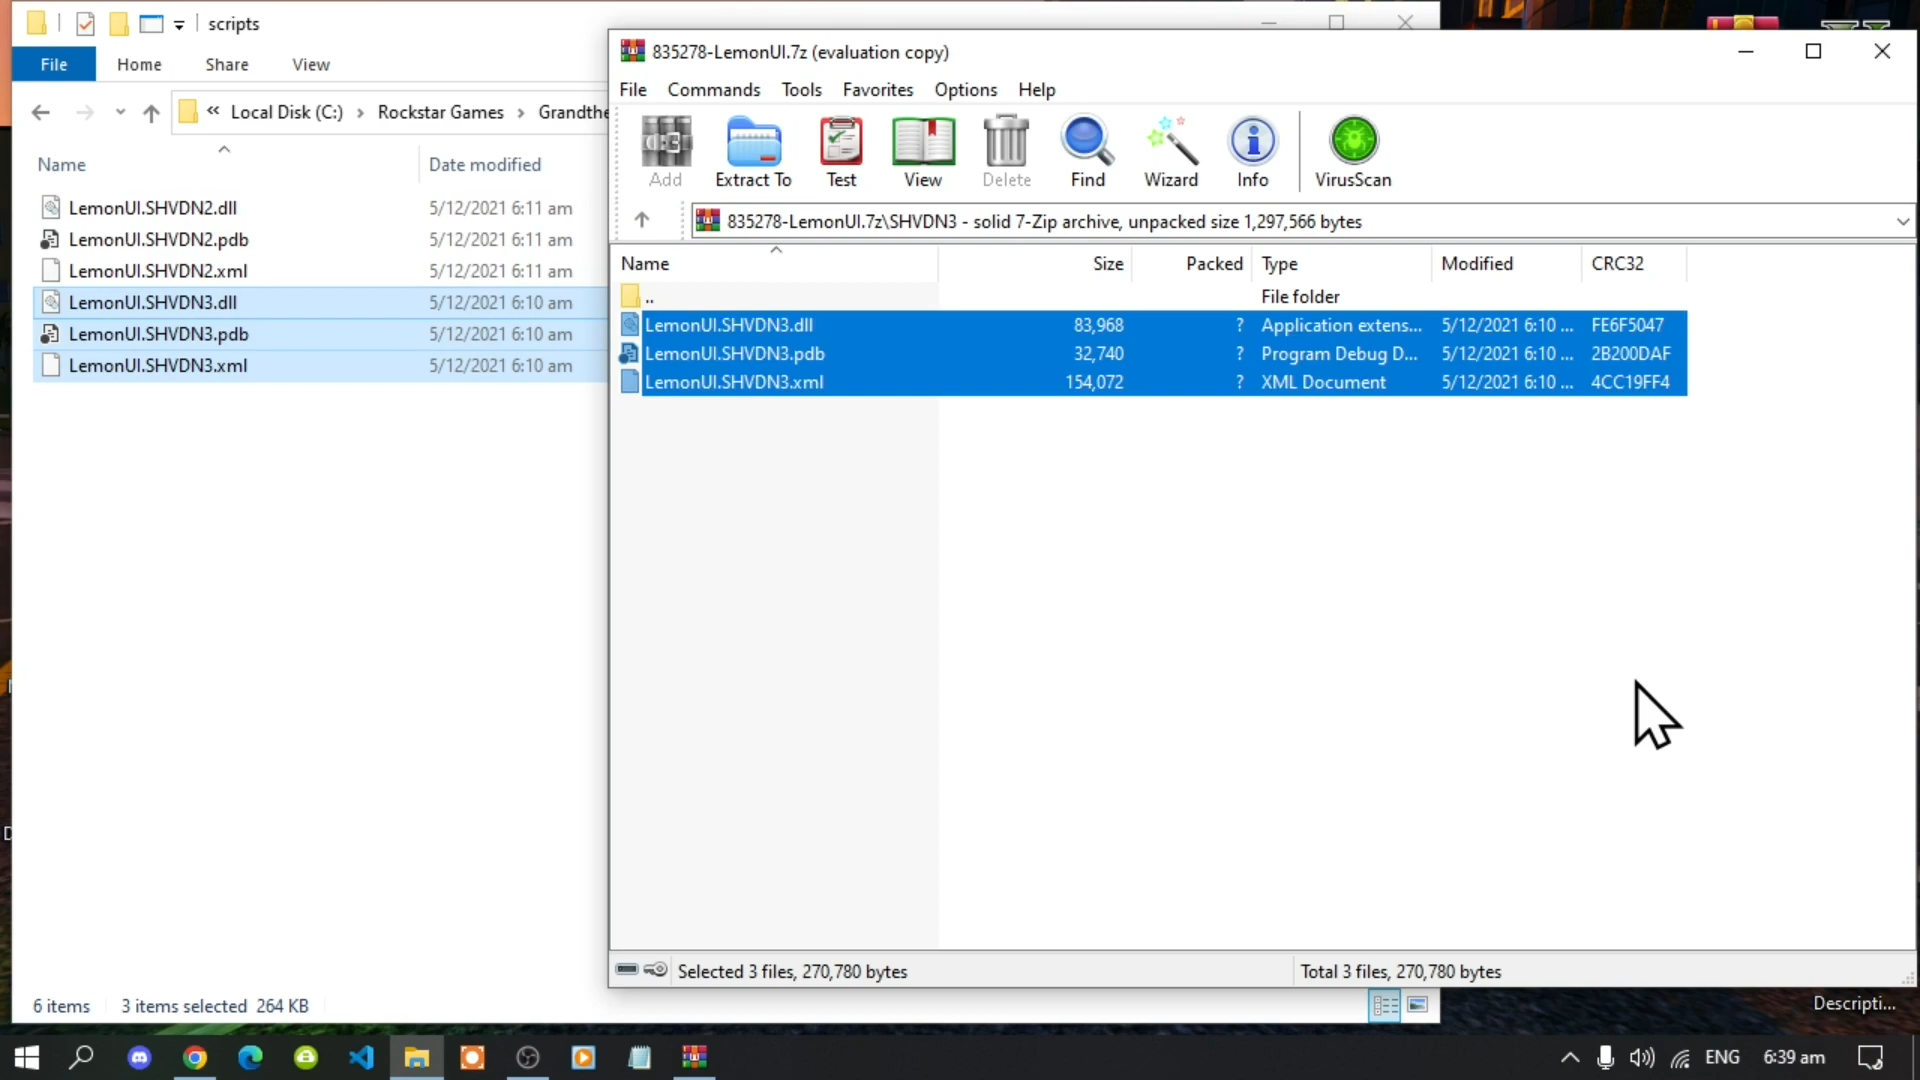 scripts
File
Home
Share
View
« Local Disk (C:) › Rockstar Games › Grandthe
Name
Date modified
LemonUI.SHVDN2.dll 5/12/2021 6:11 am
LemonUI.SHVDN2.pdb 5/12/2021 6:11 am
LemonUI.SHVDN2.xml 5/12/2021 6:11 am
LemonUI.SHVDN3.dll 5/12/2021 6:10 am
LemonUI.SHVDN3.pdb 5/12/2021 6:10 am
LemonUI.SHVDN3.xml 5/12/2021 6:10 am
6 items 3 items selected 264 KB
835278-LemonUI.7z (evaluation copy)
File Commands Tools Favorites Options Help
Add Extract To Test View Delete Find Wizard Info VirusScan
835278-LemonUI.7z\SHVDN3 - solid 7-Zip archive, unpacked size 1,297,566 bytes
Name Size Packed Type Modified CRC32
.. File folder
LemonUI.SHVDN3.dll 83,968 ? Application extens... 5/12/2021 6:10 ... FE6F5047
LemonUI.SHVDN3.pdb 32,740 ? Program Debug D... 5/12/2021 6:10 ... 2B200DAF
LemonUI.SHVDN3.xml 154,072 ? XML Document 5/12/2021 6:10 ... 4CC19FF4
Selected 3 files, 270,780 bytes
Total 3 files, 270,780 bytes
Descripti...
ENG 6:39 am